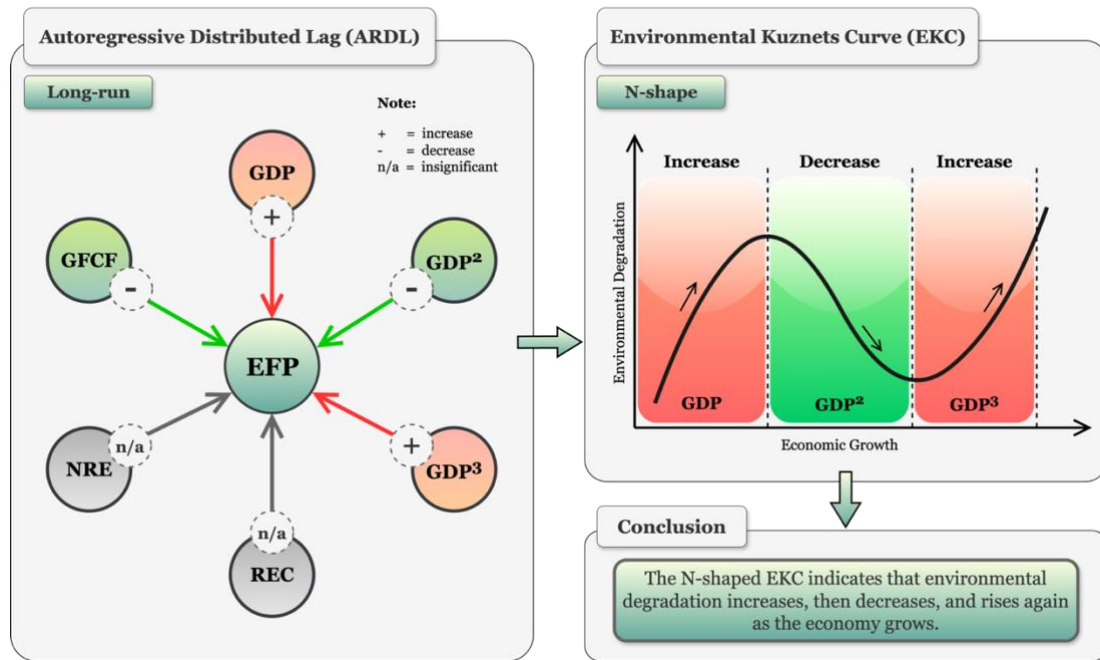 Autoregressive Distributed Lag (ARDL)
Long-run
Note:
+ = increase
- = decrease
n/a = insignificant
GDP
+
GFCF
-
GDP²
-
EFP
NRE
n/a
GDP³
+
n/a
REC
Environmental Kuznets Curve (EKC)
N-shape
Increase
Decrease
Increase
Environmental Degradation
GDP
GDP²
GDP³
Economic Growth
Conclusion
The N-shaped EKC indicates that environmental
degradation increases, then decreases, and rises again
as the economy grows.